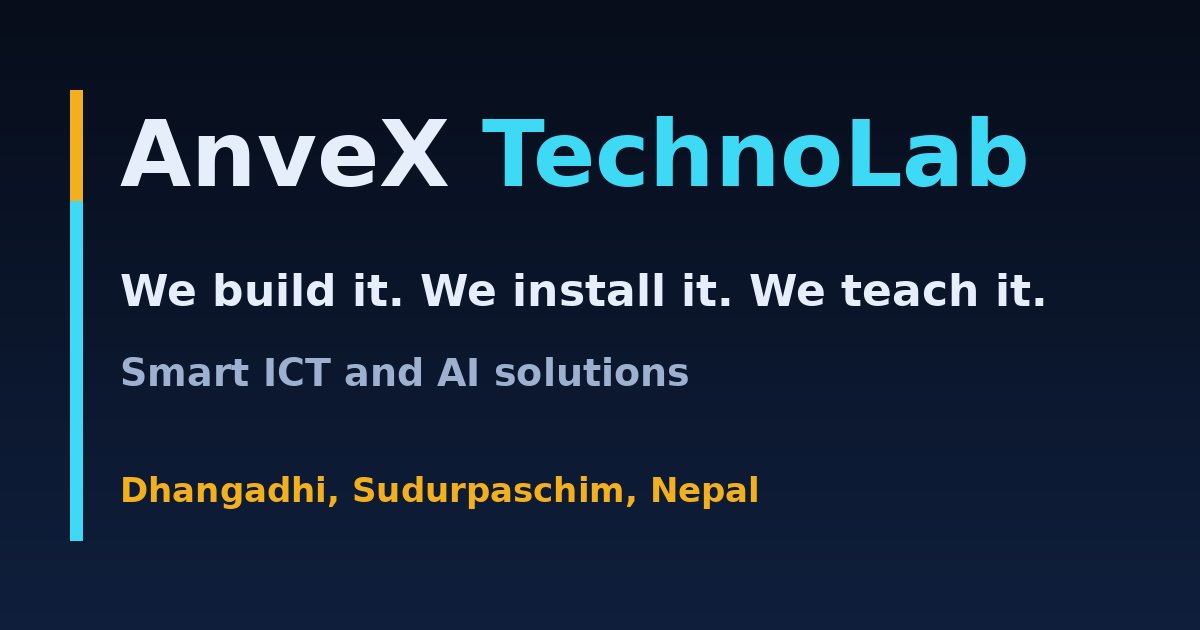 AnveX TechnoLab
We build it. We install it. We teach it.
Smart ICT and AI solutions
Dhangadhi, Sudurpaschim, Nepal